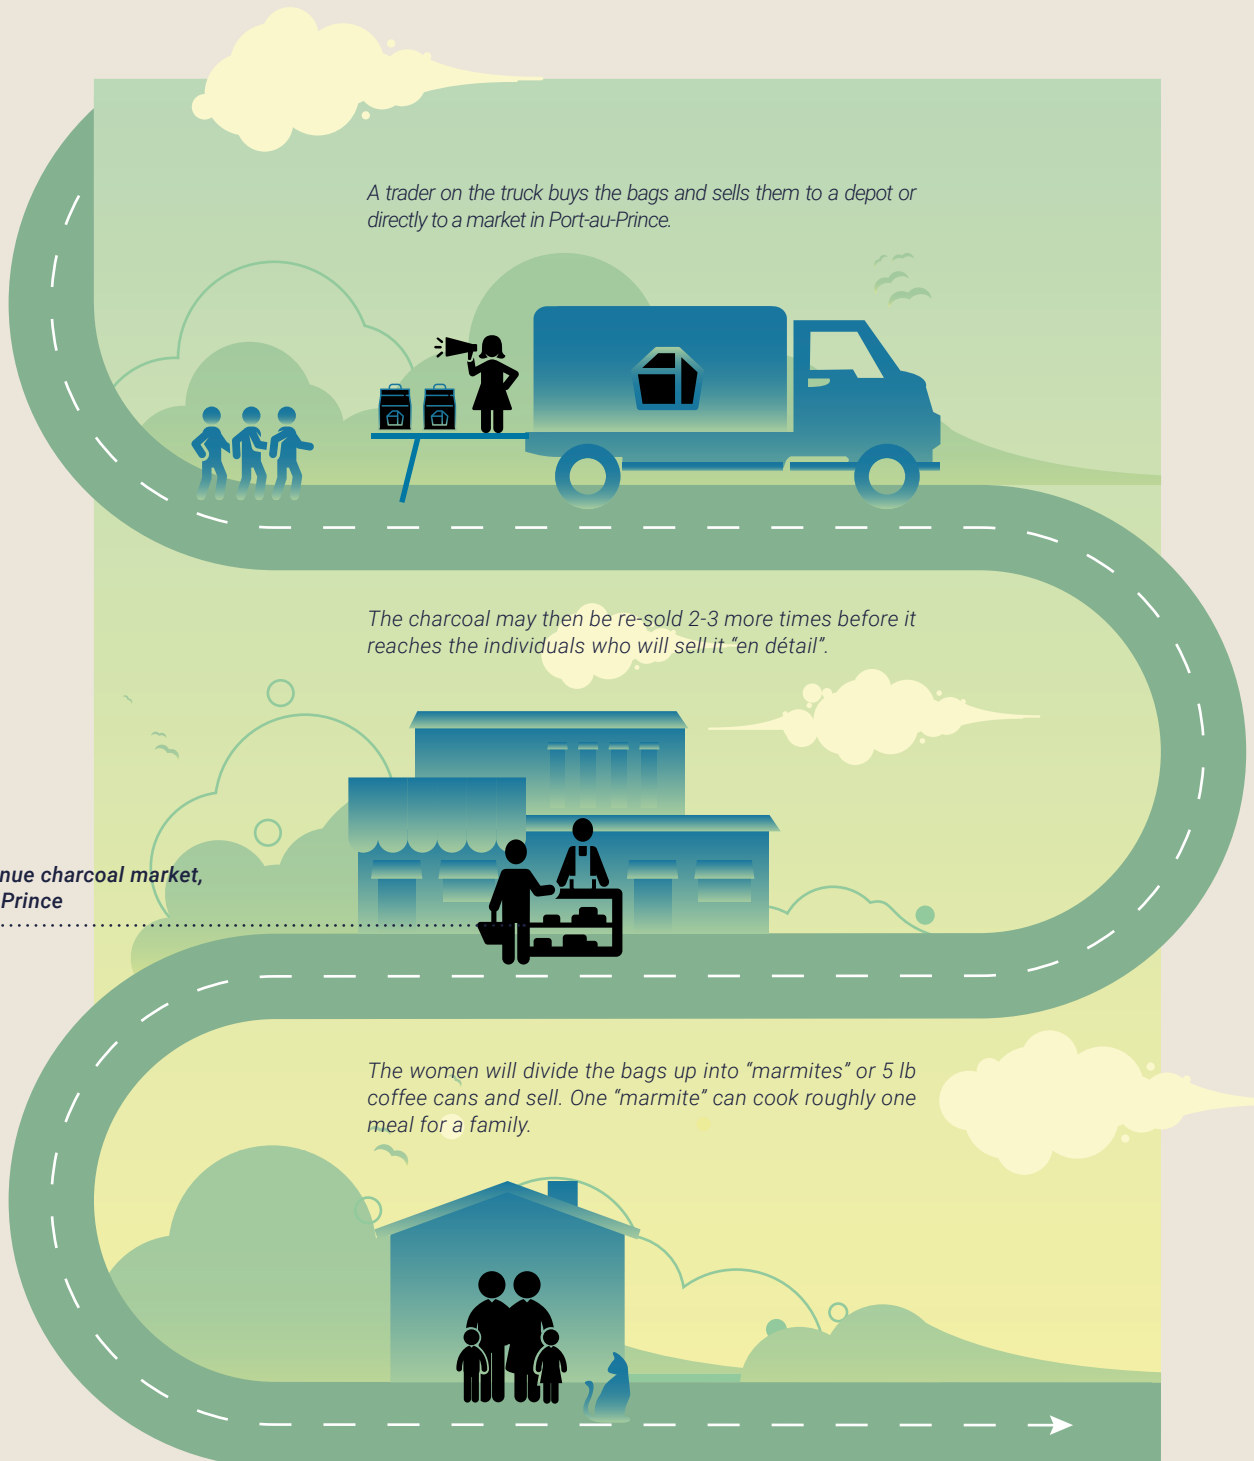 A trader on the truck buys the bags and sells them to a depot or
directly to a market in Port-au-Prince.
The charcoal may then be re-sold 2-3 more times before it
reaches the individuals who will sell it “en détail”.
nue charcoal market,
Prince
The women will divide the bags up into “marmites” or 5 lb
coffee cans and sell. One “marmite” can cook roughly one
meal for a family.